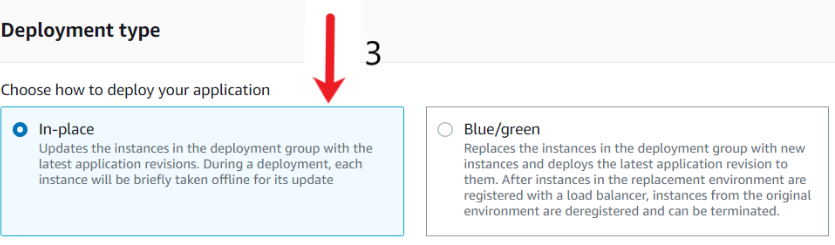 Deployment type
3
Choose how to deploy your application
In-place
Updates the instances in the deployment group with the
latest application revisions. During a deployment, each
instance will be briefly taken offline for its update
Blue/green
Replaces the instances in the deployment group with new
instances and deploys the latest application revision to
them. After instances in the replacement environment are
registered with a load balancer, instances from the original
environment are deregistered and can be terminated.